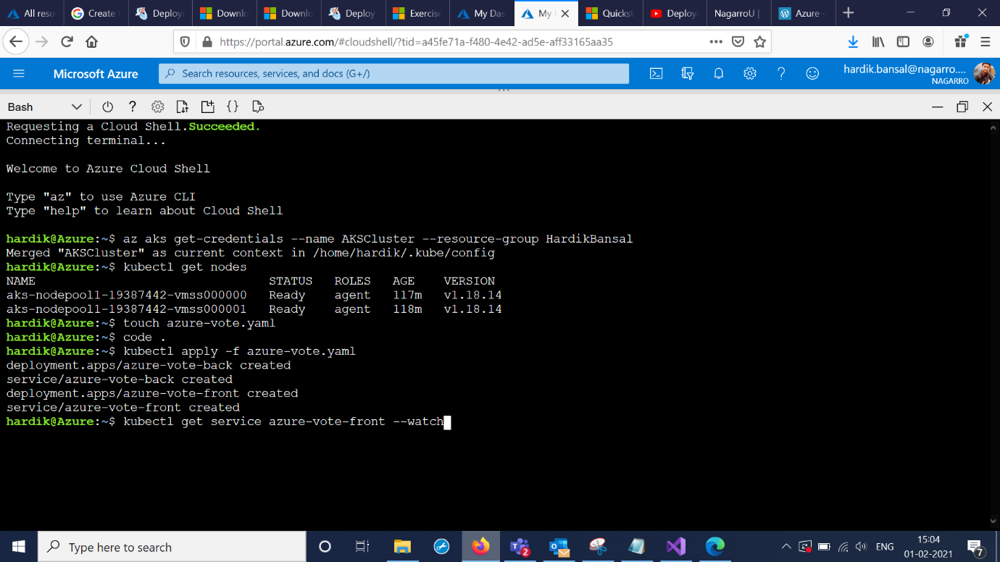 All reso
Create
Deployi
Downlo
Downlo
Deploy
Exercise
My Das
My
Quickst
Deploy
NagarroU |
Azure -
https://portal.azure.com/#cloudshell/?tid=a45fe71a-f480-4e42-ad5e-aff33165aa35
Microsoft Azure
Search resources, services, and docs (G+/)
hardik.bansal@nagarro....
NAGARRO
Bash
Requesting a Cloud Shell.Succeeded.
Connecting terminal...
Welcome to Azure Cloud Shell
Type "az" to use Azure CLI
Type "help" to learn about Cloud Shell
hardik@Azure:~$ az aks get-credentials --name AKSCluster --resource-group HardikBansal
Merged "AKSCluster" as current context in /home/hardik/.kube/config
hardik@Azure:~$ kubectl get nodes
NAME STATUS ROLES AGE VERSION
aks-nodepool1-19387442-vmss000000 Ready agent 117m v1.18.14
aks-nodepool1-19387442-vmss000001 Ready agent 118m v1.18.14
hardik@Azure:~$ touch azure-vote.yaml
hardik@Azure:~$ code .
hardik@Azure:~$ kubectl apply -f azure-vote.yaml
deployment.apps/azure-vote-back created
service/azure-vote-back created
deployment.apps/azure-vote-front created
service/azure-vote-front created
hardik@Azure:~$ kubectl get service azure-vote-front --watch
Type here to search
2
ENG
15:04
01-02-2021
7